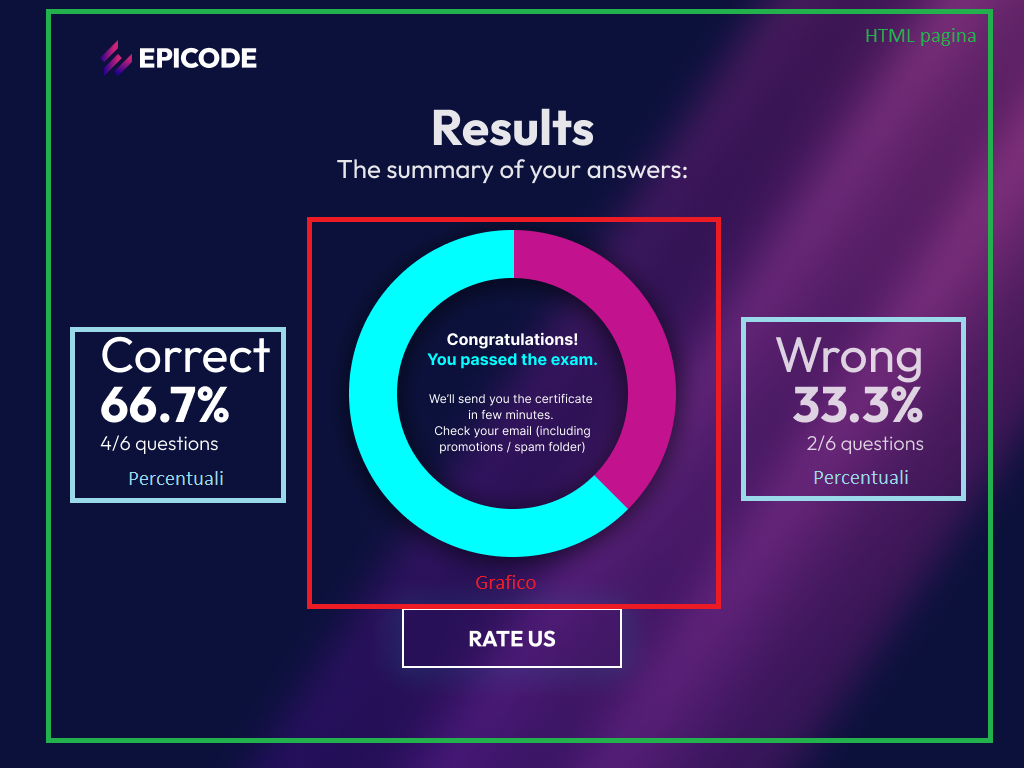 HTML pagina
EPICODE
Results
The summary of your answers:
Correct
66.7%
4/6 questions
Percentuali
Congratulations!
You passed the exam.
We'll send you the certificate
in few minutes.
Check your email (including
promotions / spam folder)
Grafico
Wrong
33.3%
2/6 questions
Percentuali
RATE US